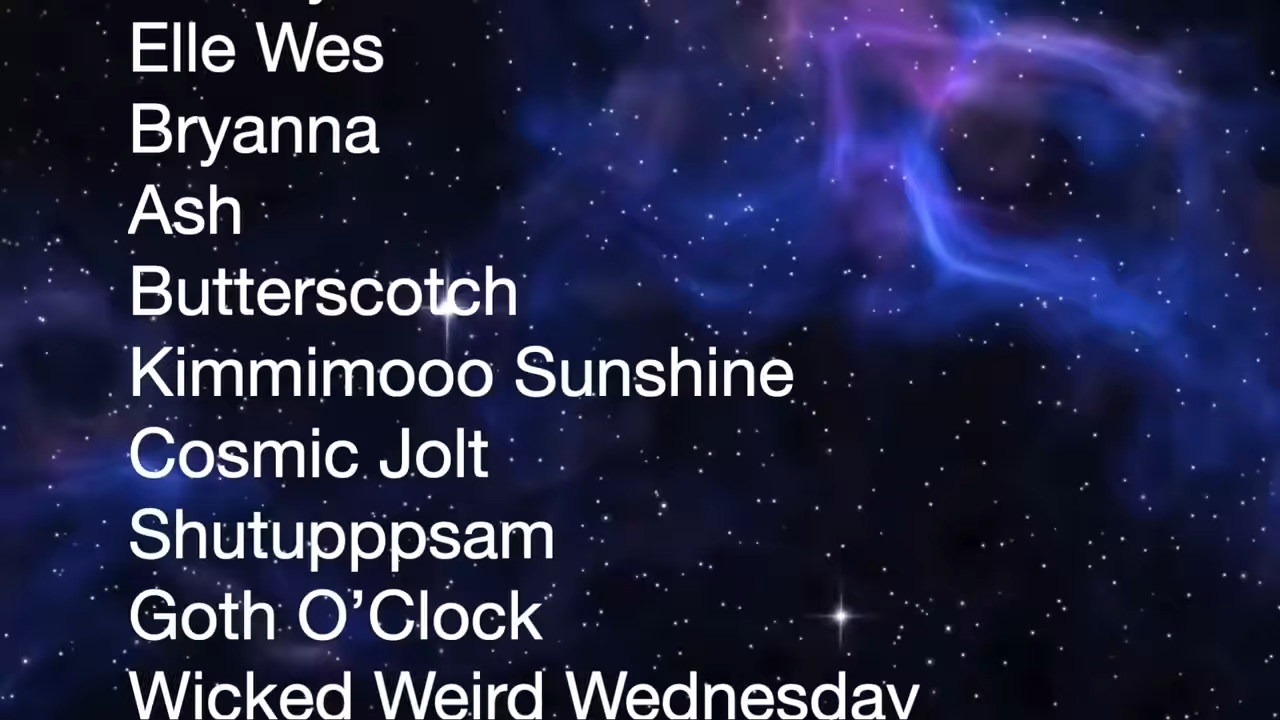 Elle Wes
Bryanna
Ash
Butterscotch
Kimmimooo Sunshine
Cosmic Jolt
Shutupppsam
Goth O’Clock
Wicked Weird Wednesday